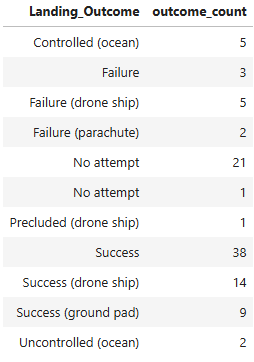 Landing_Outcome outcome_count
Controlled (ocean) 5
Failure 3
Failure (drone ship) 5
Failure (parachute) 2
No attempt 21
No attempt 1
Precluded (drone ship) 1
Success 38
Success (drone ship) 14
Success (ground pad) 9
Uncontrolled (ocean) 2